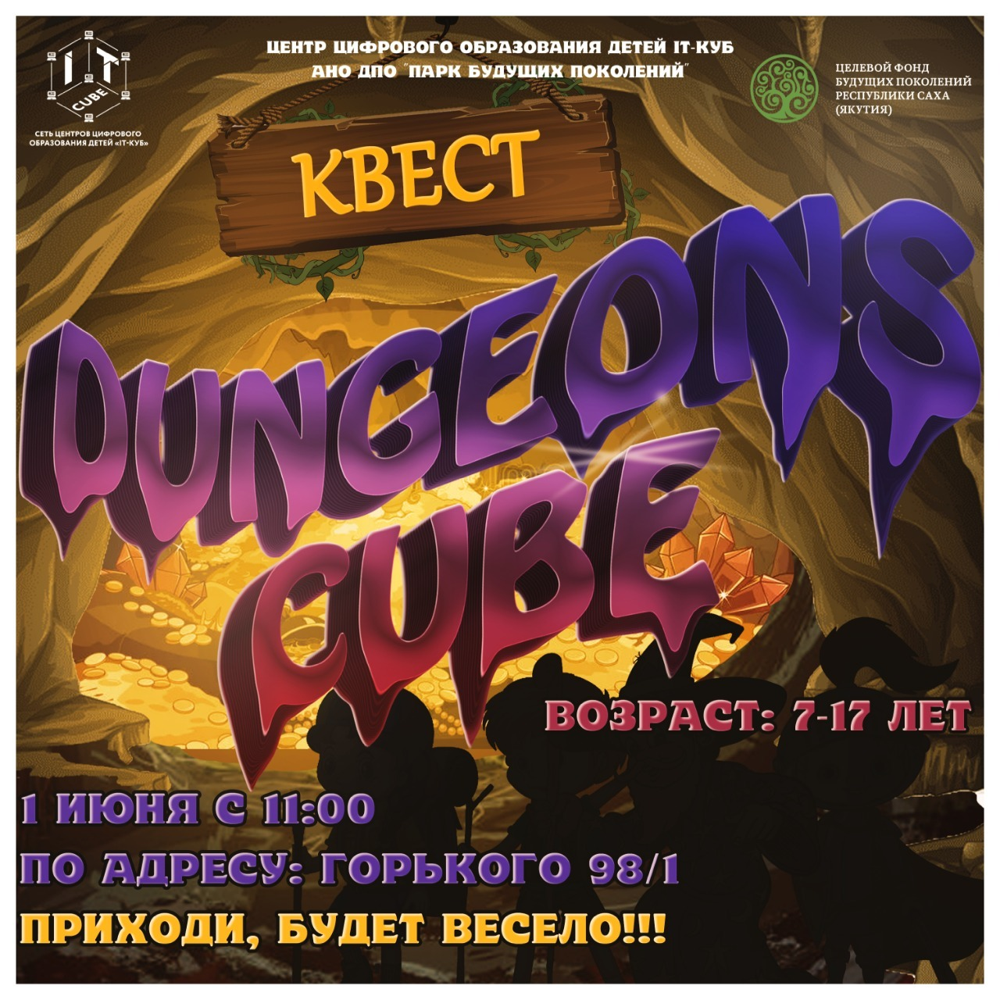 IT
CUBE
СЕТЬ ЦЕНТРОВ ЦИФРОВОГО
ОБРАЗОВАНИЯ ДЕТЕЙ «IT-КУБ»
ЦЕНТР ЦИФРОВОГО ОБРАЗОВАНИЯ ДЕТЕЙ IT-КУБ
АНО ДПО "ПАРК БУДУЩИХ ПОКОЛЕНИЙ"
ЦЕЛЕВОЙ ФОНД
БУДУЩИХ ПОКОЛЕНИЙ
РЕСПУБЛИКИ САХА
(ЯКУТИЯ)
КВЕСТ
DUNGEONS
CUBE
ВОЗРАСТ: 7-17 ЛЕТ
1 ИЮНЯ С 11:00
ПО АДРЕСУ: ГОРЬКОГО 98/1
ПРИХОДИ, БУДЕТ ВЕСЕЛО!!!